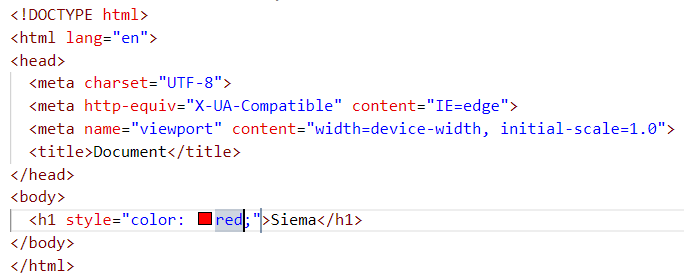 <!DOCTYPE html>
<html lang="en">
<head>
<meta charset="UTF-8">
<meta http-equiv="X-UA-Compatible" content="IE=edge">
<meta name="viewport" content="width=device-width, initial-scale=1.0">
<title>Document</title>
</head>
<body>
<h1 style="color: red;">Siema</h1>
</body>
</html>